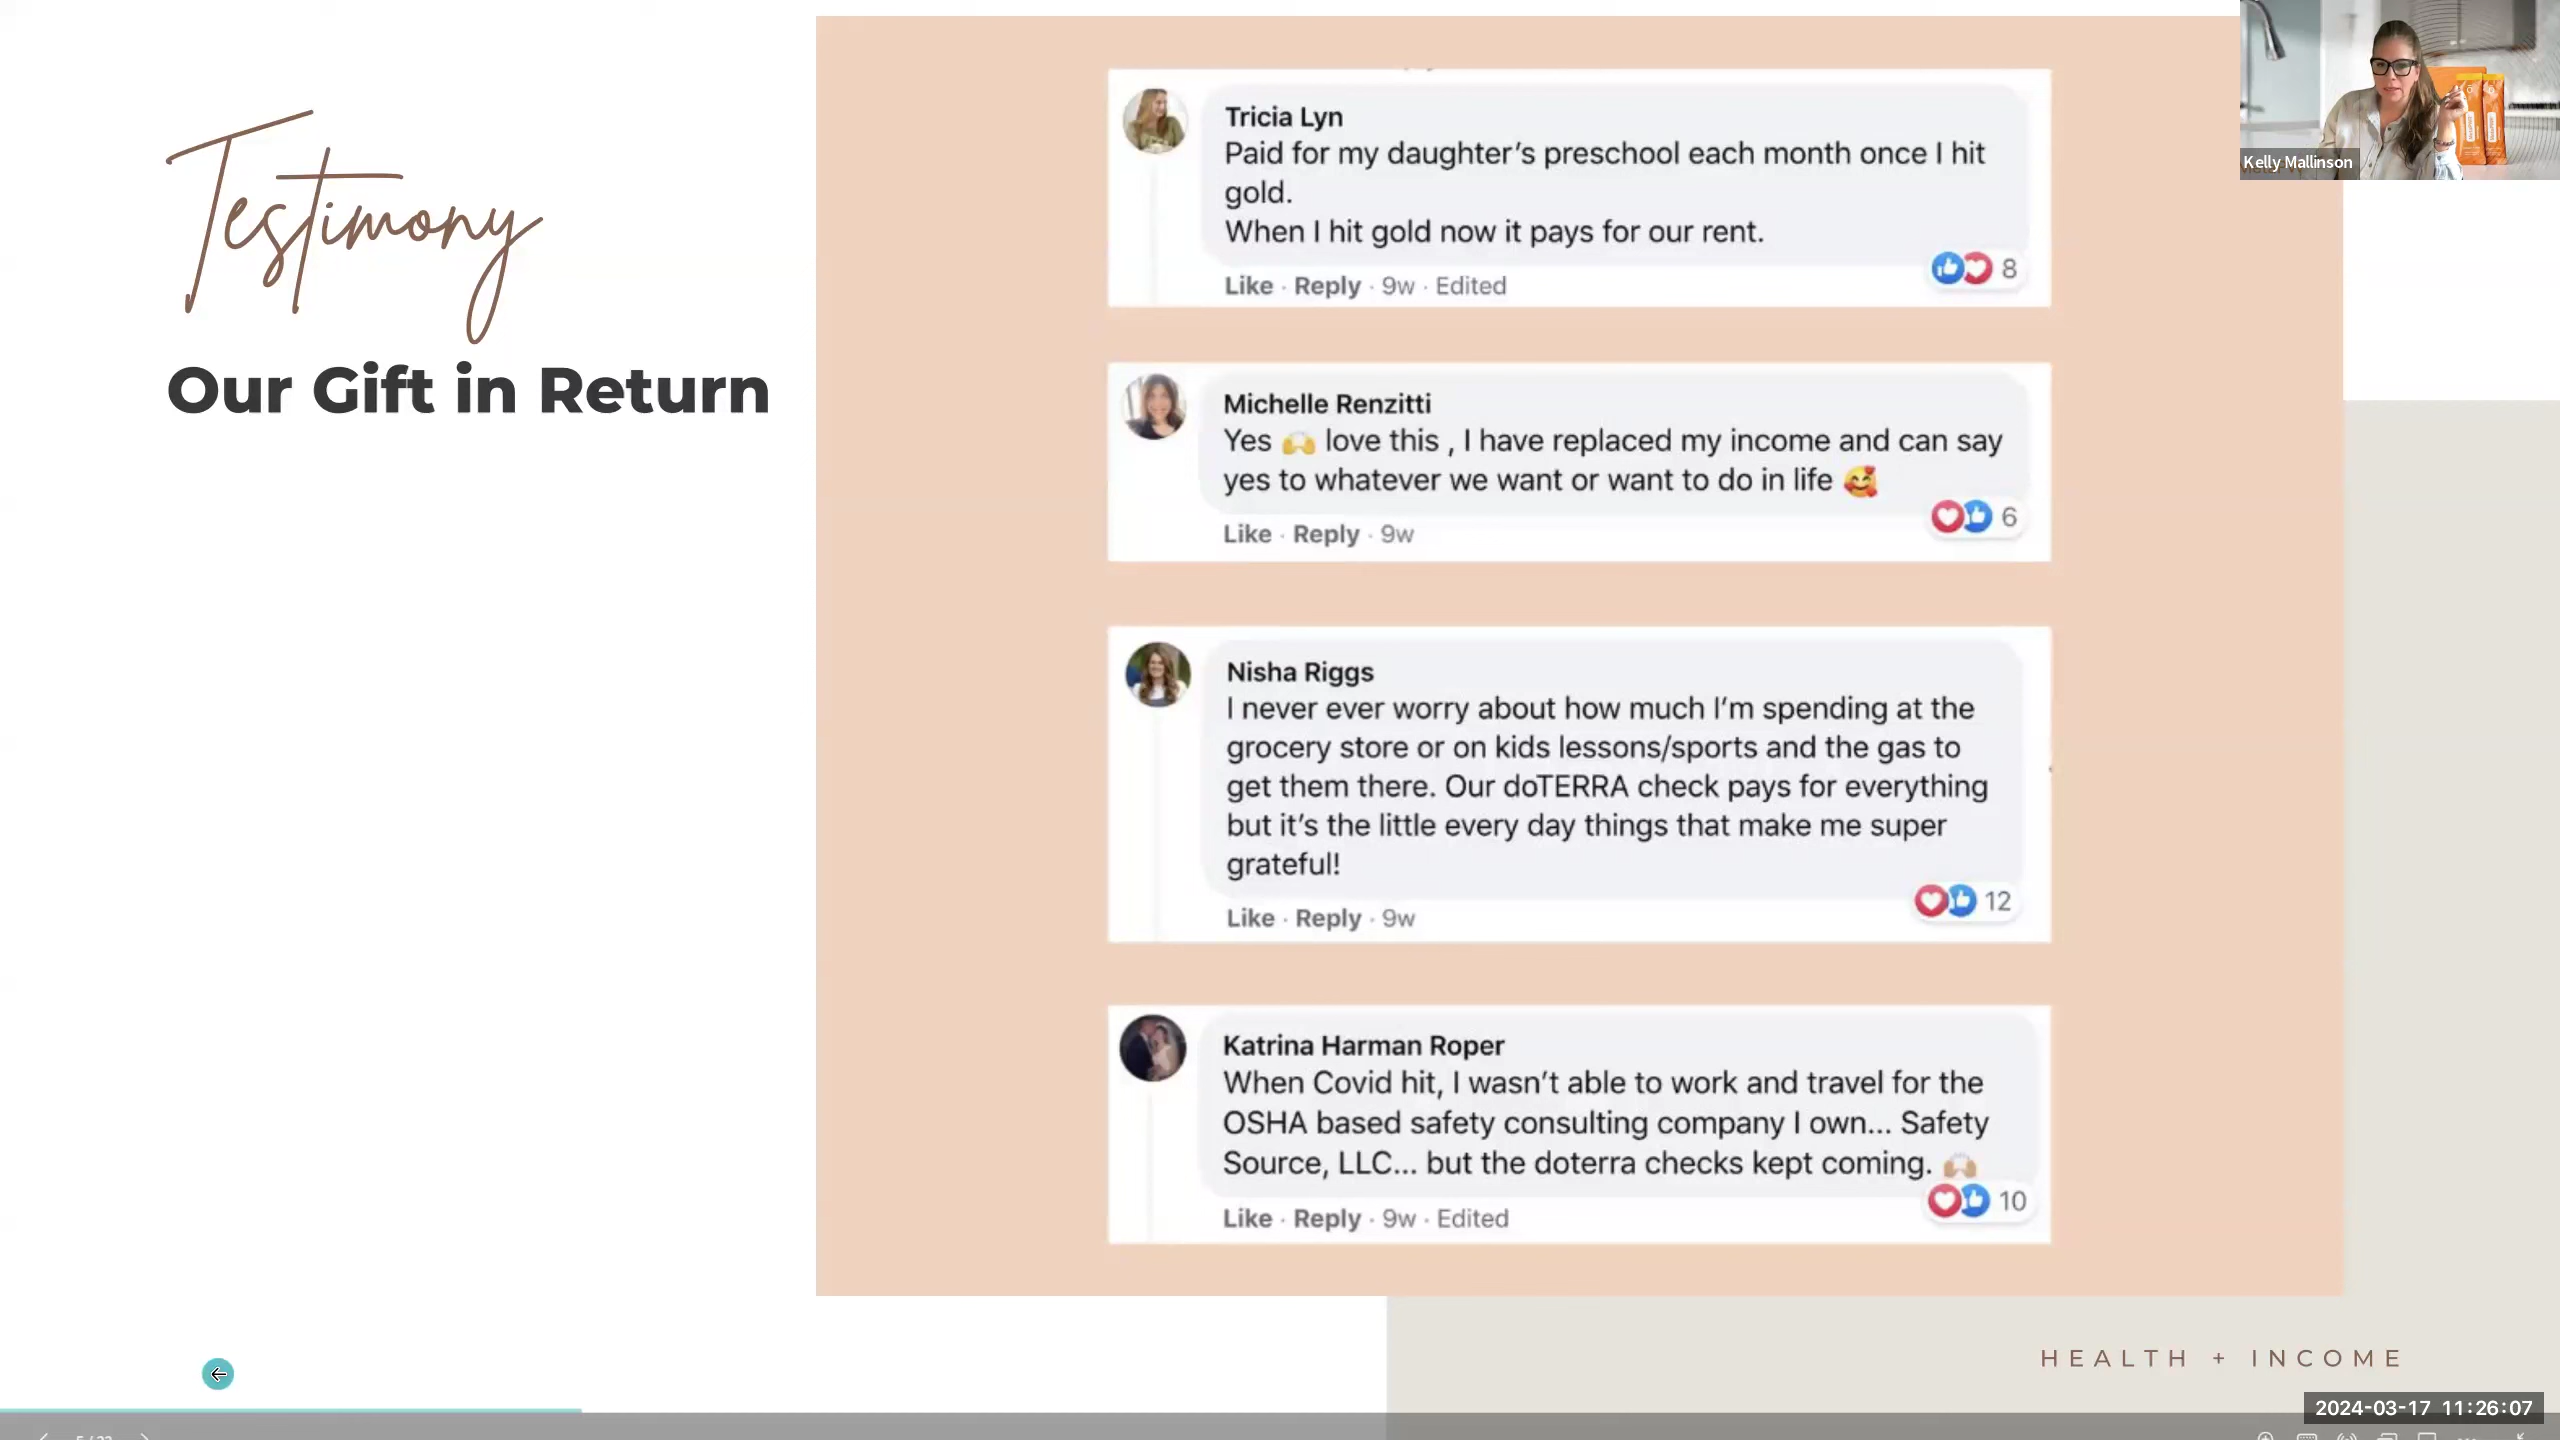 Testimony
Our Gift in Return
Tricia Lyn
Paid for my daughter’s preschool each month once I hit
gold.
When I hit gold now it pays for our rent.
Like · Reply · 9w · Edited
8
Michelle Renzitti
Yes 🙌 love this , I have replaced my income and can say
yes to whatever we want or want to do in life 🥰
Like · Reply · 9w
6
Nisha Riggs
I never ever worry about how much I’m spending at the
grocery store or on kids lessons/sports and the gas to
get them there. Our doTERRA check pays for everything
but it’s the little every day things that make me super
grateful!
Like · Reply · 9w
12
Katrina Harman Roper
When Covid hit, I wasn’t able to work and travel for the
OSHA based safety consulting company I own... Safety
Source, LLC... but the doterra checks kept coming. 🙌🏼
Like · Reply · 9w · Edited
10
Kelly Mallinson
HEALTH + INCOME
2024-03-17 11:26:07